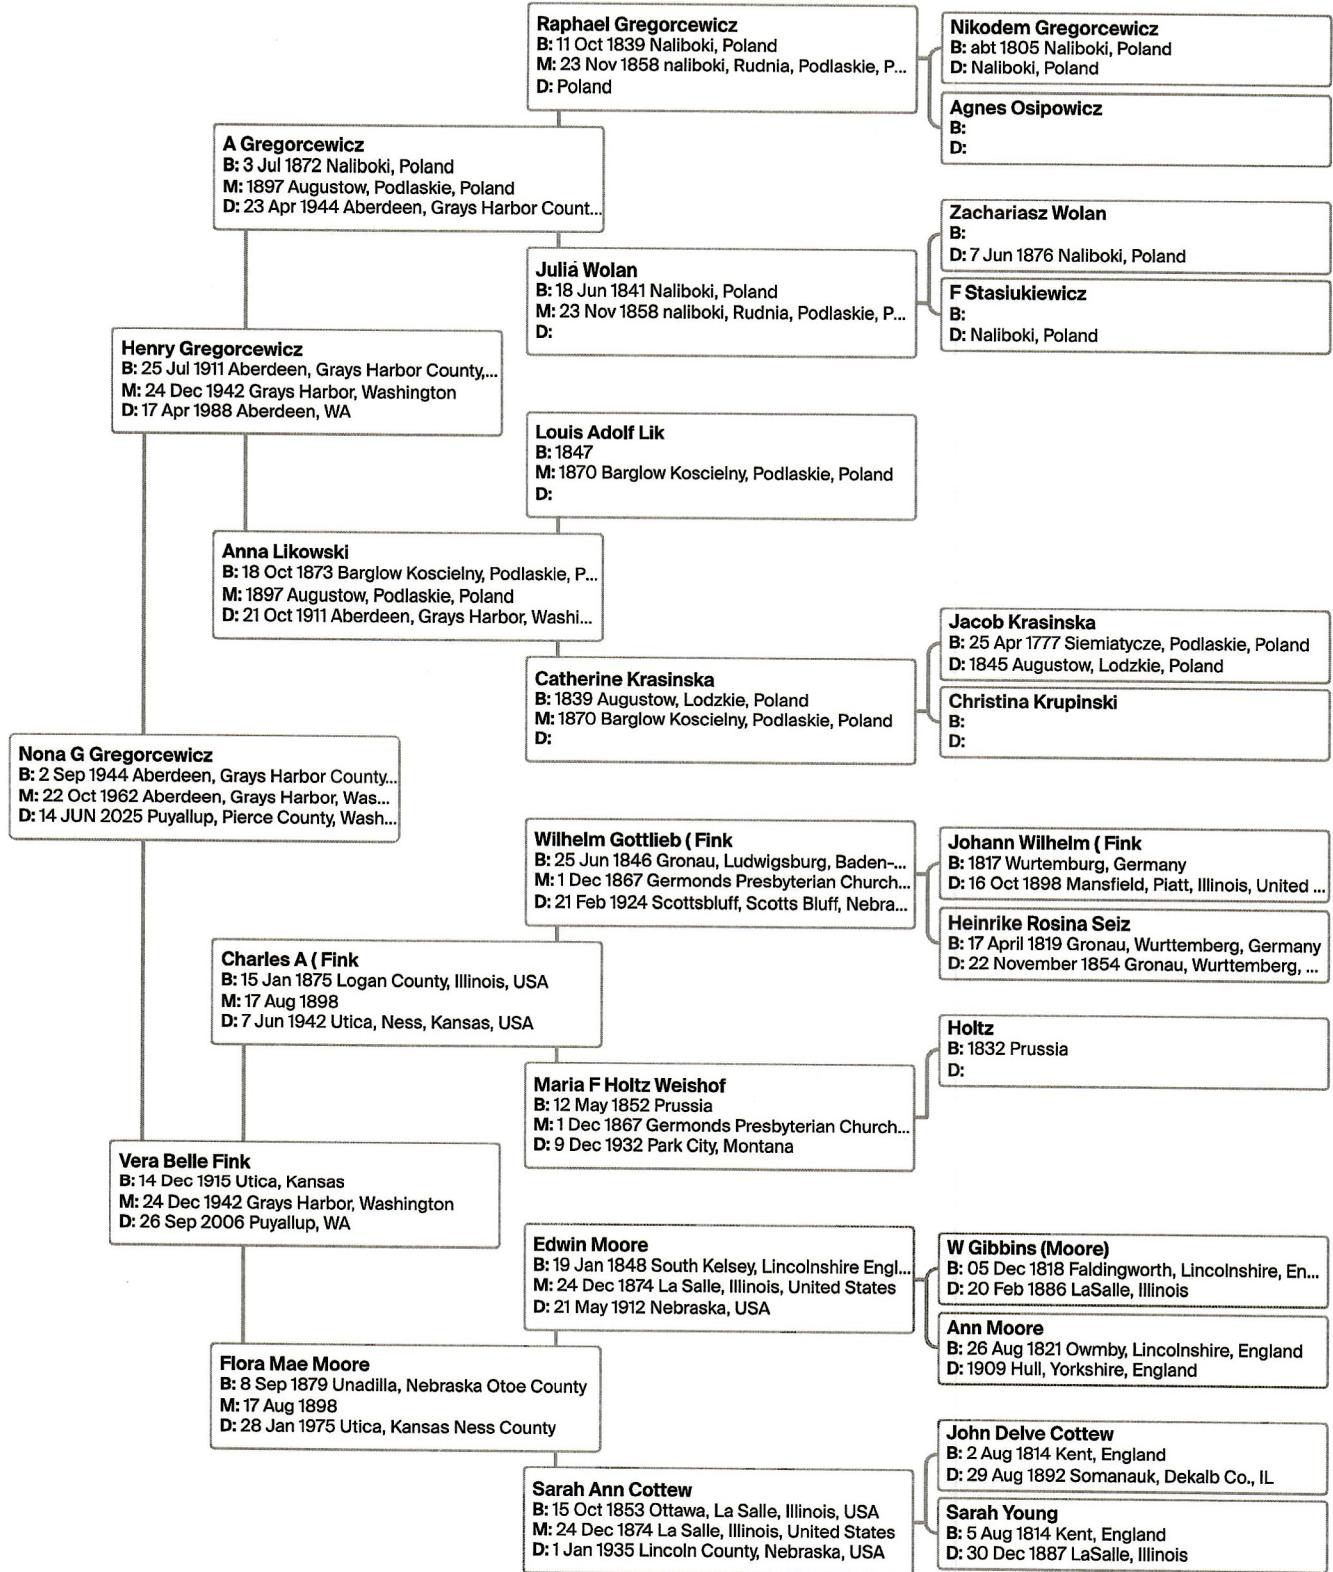 Raphael Gregorcewicz
B: 11 Oct 1839 Naliboki, Poland
M: 23 Nov 1858 naliboki, Rudnia, Podlaskie, P...
D: Poland
Nikodem Gregorcewicz
B: abt 1805 Naliboki, Poland
D: Naliboki, Poland
Agnes Osipowicz
B:
D:
A Gregorcewicz
B: 3 Jul 1872 Naliboki, Poland
M: 1897 Augustow, Podlaskie, Poland
D: 23 Apr 1944 Aberdeen, Grays Harbor Count...
Julia Wolan
B: 18 Jun 1841 Naliboki, Poland
M: 23 Nov 1858 naliboki, Rudnia, Podlaskie, P...
D:
Zachariasz Wolan
B:
D: 7 Jun 1876 Naliboki, Poland
F Stasiukiewicz
B:
D: Naliboki, Poland
Henry Gregorcewicz
B: 25 Jul 1911 Aberdeen, Grays Harbor County,...
M: 24 Dec 1942 Grays Harbor, Washington
D: 17 Apr 1988 Aberdeen, WA
Louis Adolf Lik
B: 1847
M: 1870 Barglow Koscielny, Podlaskie, Poland
D:
Anna Likowski
B: 18 Oct 1873 Barglow Koscielny, Podlaskie, P...
M: 1897 Augustow, Podlaskie, Poland
D: 21 Oct 1911 Aberdeen, Grays Harbor, Washi...
Catherine Krasinska
B: 1839 Augustow, Lodzkie, Poland
M: 1870 Barglow Koscielny, Podlaskie, Poland
D:
Jacob Krasinska
B: 25 Apr 1777 Siemiatycze, Podlaskie, Poland
D: 1845 Augustow, Lodzkie, Poland
Christina Krupinski
B:
D:
Nona G Gregorcewicz
B: 2 Sep 1944 Aberdeen, Grays Harbor County...
M: 22 Oct 1962 Aberdeen, Grays Harbor, Was...
D: 14 JUN 2025 Puyallup, Pierce County, Wash...
Wilhelm Gottlieb ( Fink
B: 25 Jun 1846 Gronau, Ludwigsburg, Baden-...
M: 1 Dec 1867 Germonds Presbyterian Church...
D: 21 Feb 1924 Scottsbluff, Scotts Bluff, Nebra...
Johann Wilhelm ( Fink
B: 1817 Wurtemburg, Germany
D: 16 Oct 1898 Mansfield, Piatt, Illinois, United ...
Heinrike Rosina Seiz
B: 17 April 1819 Gronau, Wurttemberg, Germany
D: 22 November 1854 Gronau, Wurttemberg, ...
Charles A ( Fink
B: 15 Jan 1875 Logan County, Illinois, USA
M: 17 Aug 1898
D: 7 Jun 1942 Utica, Ness, Kansas, USA
Maria F Holtz Weishof
B: 12 May 1852 Prussia
M: 1 Dec 1867 Germonds Presbyterian Church...
D: 9 Dec 1932 Park City, Montana
Holtz
B: 1832 Prussia
D:
Vera Belle Fink
B: 14 Dec 1915 Utica, Kansas
M: 24 Dec 1942 Grays Harbor, Washington
D: 26 Sep 2006 Puyallup, WA
Edwin Moore
B: 19 Jan 1848 South Kelsey, Lincolnshire Engl...
M: 24 Dec 1874 La Salle, Illinois, United States
D: 21 May 1912 Nebraska, USA
W Gibbins (Moore)
B: 05 Dec 1818 Faldingworth, Lincolnshire, En...
D: 20 Feb 1886 LaSalle, Illinois
Ann Moore
B: 26 Aug 1821 Owmby, Lincolnshire, England
D: 1909 Hull, Yorkshire, England
Flora Mae Moore
B: 8 Sep 1879 Unadilla, Nebraska Otoe County
M: 17 Aug 1898
D: 28 Jan 1975 Utica, Kansas Ness County
Sarah Ann Cottew
B: 15 Oct 1853 Ottawa, La Salle, Illinois, USA
M: 24 Dec 1874 La Salle, Illinois, United States
D: 1 Jan 1935 Lincoln County, Nebraska, USA
John Delve Cottew
B: 2 Aug 1814 Kent, England
D: 29 Aug 1892 Somanauk, Dekalb Co., IL
Sarah Young
B: 5 Aug 1814 Kent, England
D: 30 Dec 1887 LaSalle, Illinois